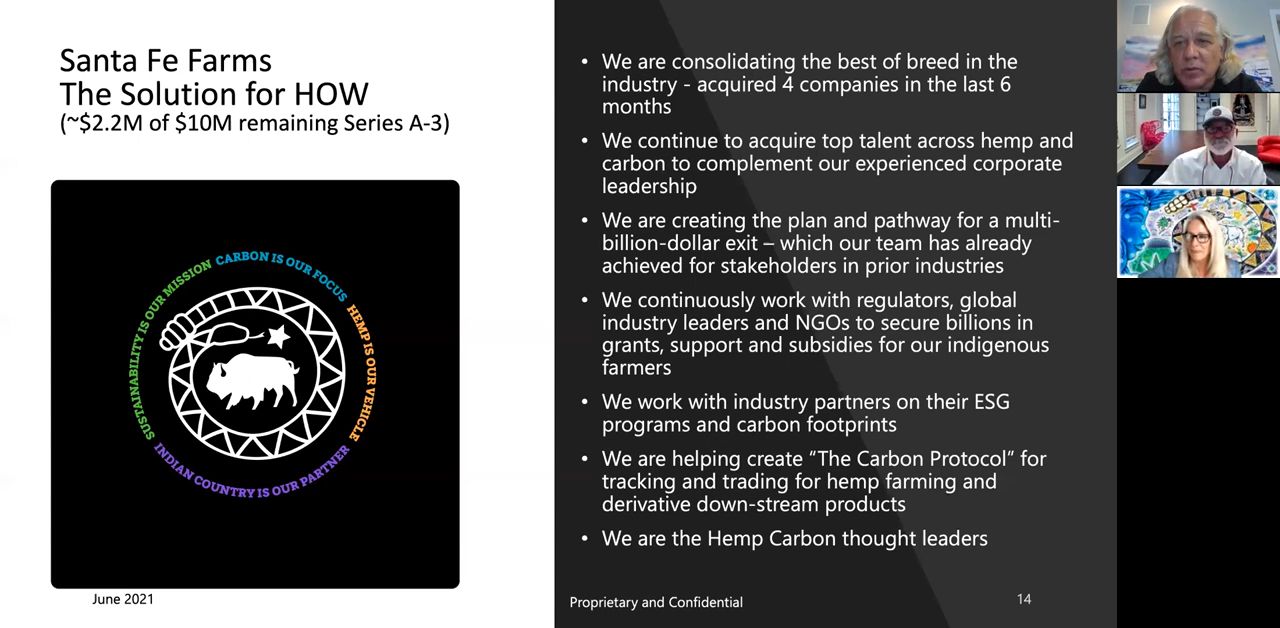 Santa Fe Farms
The Solution for HOW
(~$2.2M of $10M remaining Series A-3)
SUSTAINABILITY IS OUR MISSION
CARBON IS OUR FOCUS
HEMP IS OUR VEHICLE
INDIAN COUNTRY IS OUR PARTNER
June 2021
• We are consolidating the best of breed in the
industry - acquired 4 companies in the last 6
months
• We continue to acquire top talent across hemp and
carbon to complement our experienced corporate
leadership
• We are creating the plan and pathway for a multi-
billion-dollar exit – which our team has already
achieved for stakeholders in prior industries
• We continuously work with regulators, global
industry leaders and NGOs to secure billions in
grants, support and subsidies for our indigenous
farmers
• We work with industry partners on their ESG
programs and carbon footprints
• We are helping create “The Carbon Protocol” for
tracking and trading for hemp farming and
derivative down-stream products
• We are the Hemp Carbon thought leaders
Proprietary and Confidential
14